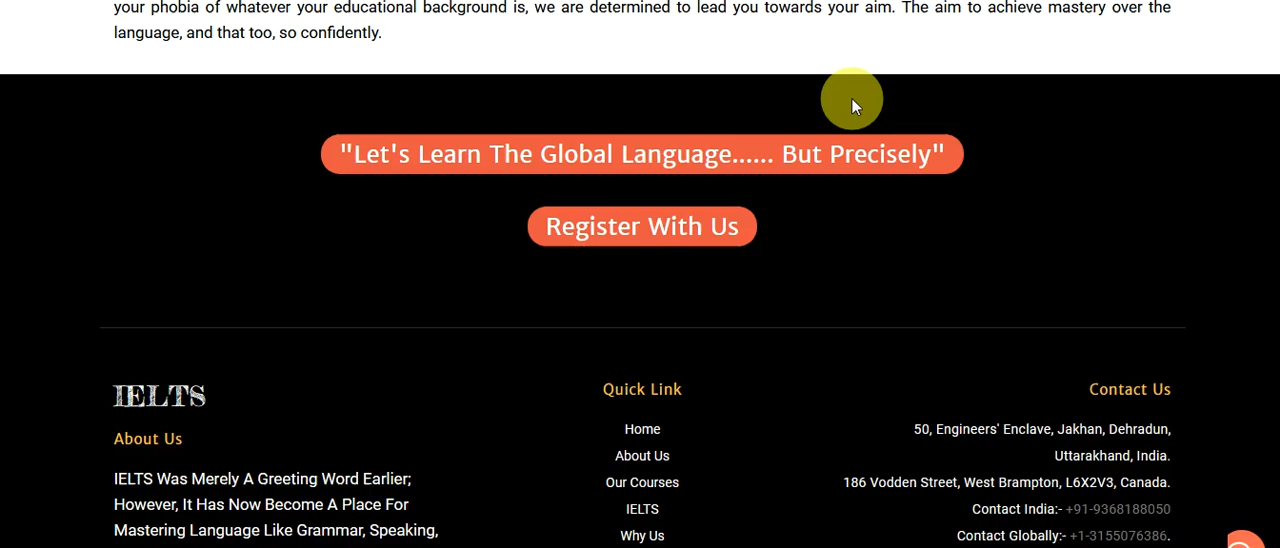 your phobia of whatever your educational background is, we are determined to lead you towards your aim. The aim to achieve mastery over the
language, and that too, so confidently.
"Let's Learn The Global Language...... But Precisely"
Register With Us
IELTS
About Us
IELTS Was Merely A Greeting Word Earlier;
However, It Has Now Become A Place For
Mastering Language Like Grammar, Speaking,
Quick Link
Home
About Us
Our Courses
IELTS
Why Us
Contact Us
50, Engineers' Enclave, Jakhan, Dehradun,
Uttarakhand, India.
186 Vodden Street, West Brampton, L6X2V3, Canada.
Contact India:- +91-9368188050
Contact Globally:- +1-3155076386.